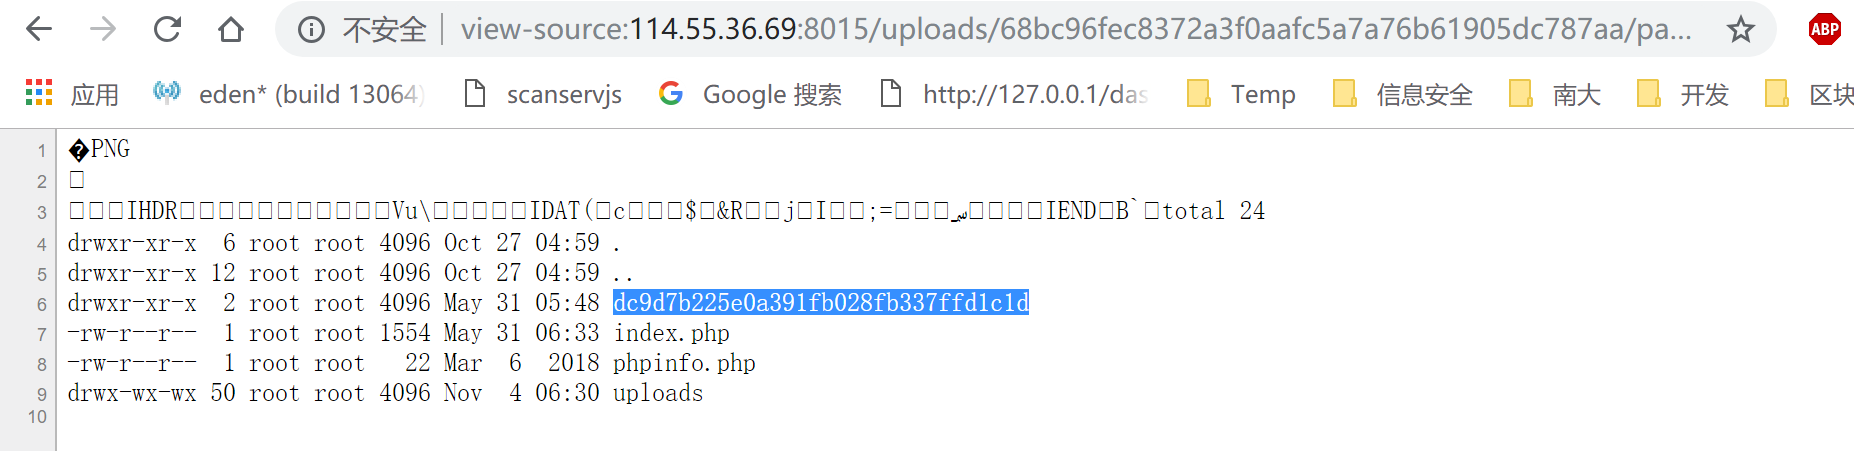 不安全 view-source:114.55.36.69:8015/uploads/68bc96fec8372a3f0aafc5a7a76b61905dc787aa/pa...
ABP
应用 eden* (build 13064) scanservjs Google 搜索 http://127.0.0.1/das Temp 信息安全 南大 开发 区块
1 �PNG
2 □
3 □□□IHDR□□□□□□□□□□□Vu\□□□□□IDAT(□c□□□$□&R□□j□I□□;=□□□□□□□IEND□B`□total 24
4 drwxr-xr-x 6 root root 4096 Oct 27 04:59 .
5 drwxr-xr-x 12 root root 4096 Oct 27 04:59 ..
6 drwxr-xr-x 2 root root 4096 May 31 05:48 dc9d7b225e0a391fb028fb337ffd1c1d
7 -rw-r--r-- 1 root root 1554 May 31 06:33 index.php
8 -rw-r--r-- 1 root root 22 Mar 6 2018 phpinfo.php
9 drwx-wx-wx 50 root root 4096 Nov 4 06:30 uploads
10